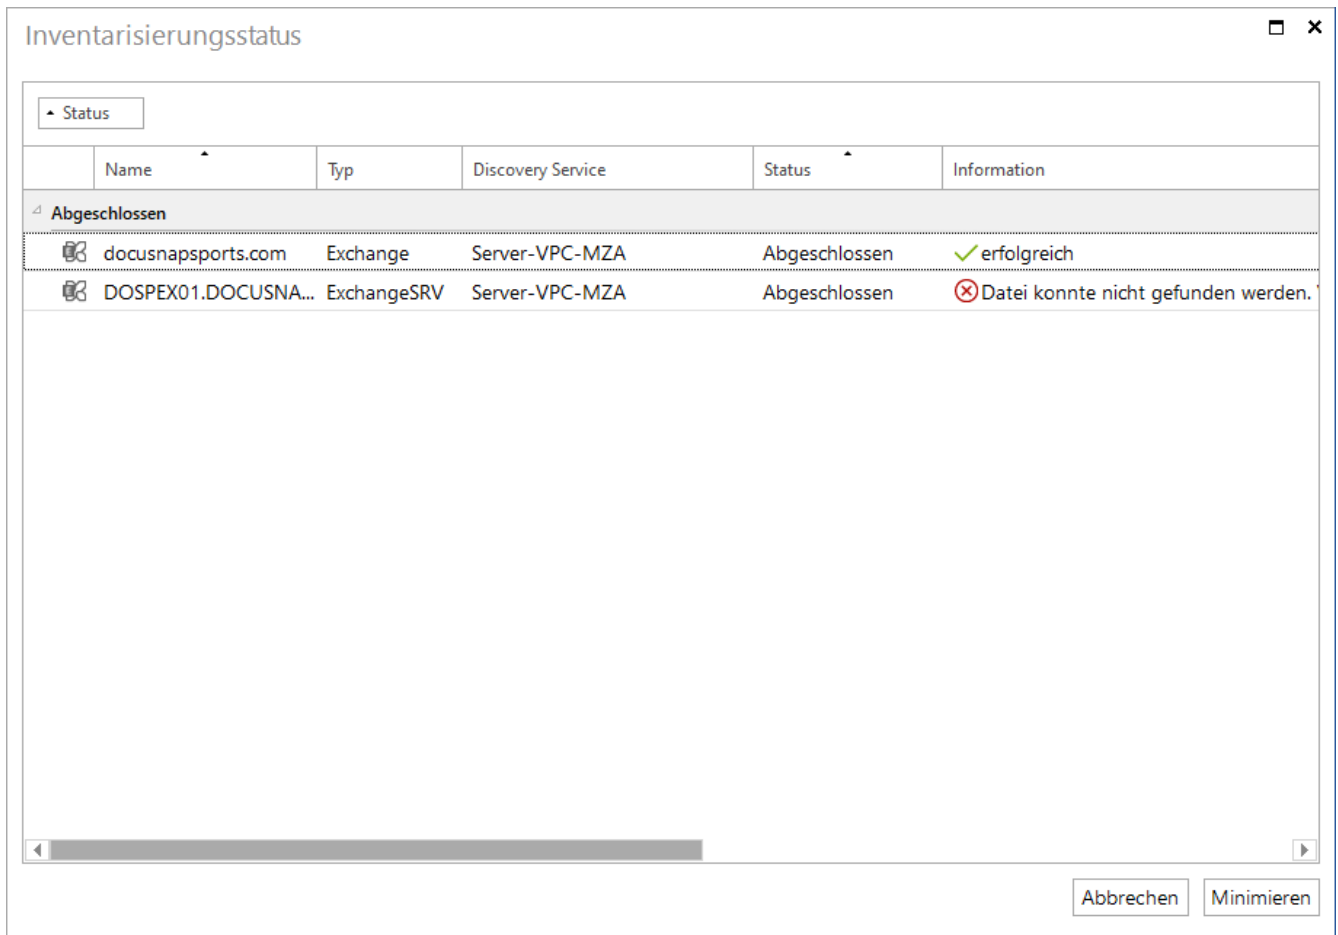 Inventarisierungsstatus
Status
Name Typ Discovery Service Status Information
Abgeschlossen
docusnapsports.com Exchange Server-VPC-MZA Abgeschlossen erfolgreich
DOSPEX01.DOCUSNA... ExchangeSRV Server-VPC-MZA Abgeschlossen Datei konnte nicht gefunden werden.
Abbrechen Minimieren